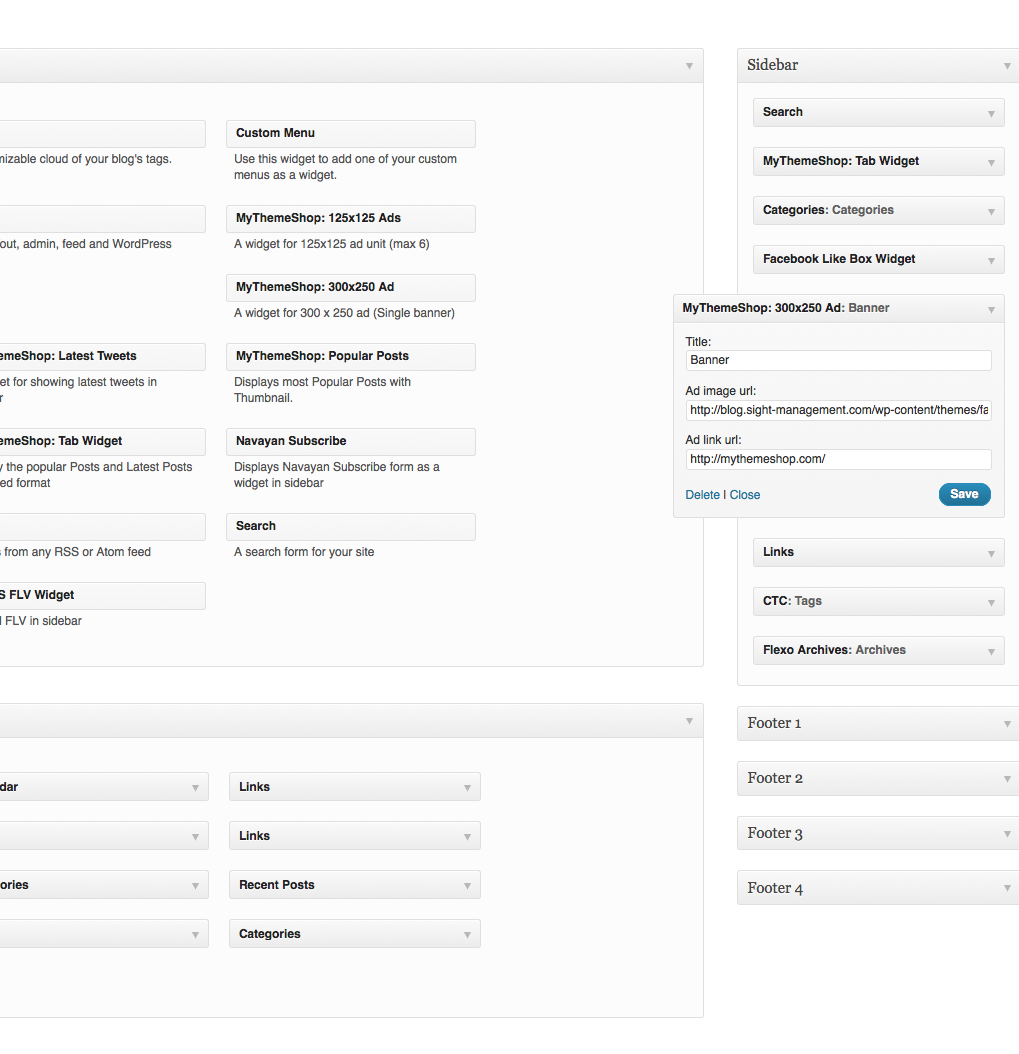 mizable cloud of your blog's tags.
out, admin, feed and WordPress
emeShop: Latest Tweets
et for showing latest tweets in
r
emeShop: Tab Widget
y the popular Posts and Latest Posts
ed format
s from any RSS or Atom feed
S FLV Widget
l FLV in sidebar
Custom Menu
Use this widget to add one of your custom
menus as a widget.
MyThemeShop: 125x125 Ads
A widget for 125x125 ad unit (max 6)
MyThemeShop: 300x250 Ad
A widget for 300 x 250 ad (Single banner)
MyThemeShop: Popular Posts
Displays most Popular Posts with
Thumbnail.
Navayan Subscribe
Displays Navayan Subscribe form as a
widget in sidebar
Search
A search form for your site
dar
ories
Links
Links
Recent Posts
Categories
Sidebar
Search
MyThemeShop: Tab Widget
Categories: Categories
Facebook Like Box Widget
MyThemeShop: 300x250 Ad: Banner
Title:
Banner
Ad image url:
http://blog.sight-management.com/wp-content/themes/fa
Ad link url:
http://mythemeshop.com/
Delete | Close
Save
Links
CTC: Tags
Flexo Archives: Archives
Footer 1
Footer 2
Footer 3
Footer 4